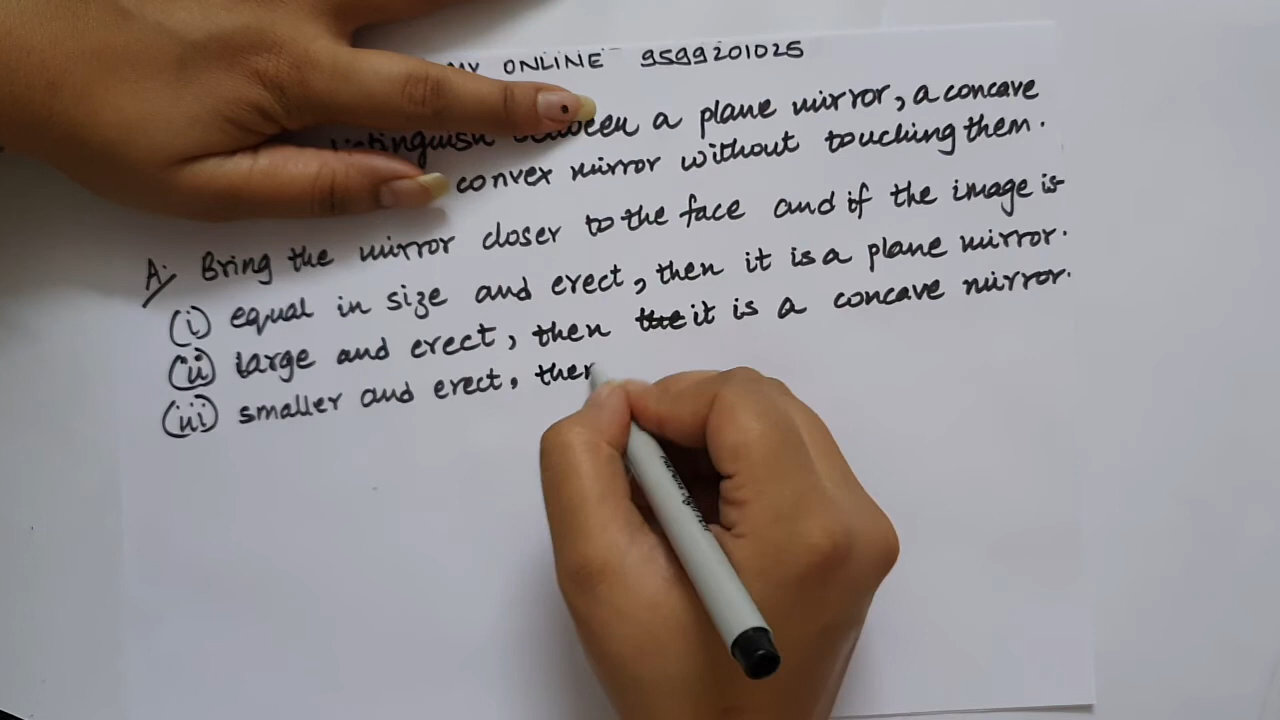 ONLINE 9599201025
between a plane mirror, a concave
convex mirror without touching them.
A: Bring the mirror closer to the face and if the image is
(i) equal in size and erect, then it is a plane mirror.
(ii) large and erect, then it is a concave mirror.
(iii) smaller and erect, then